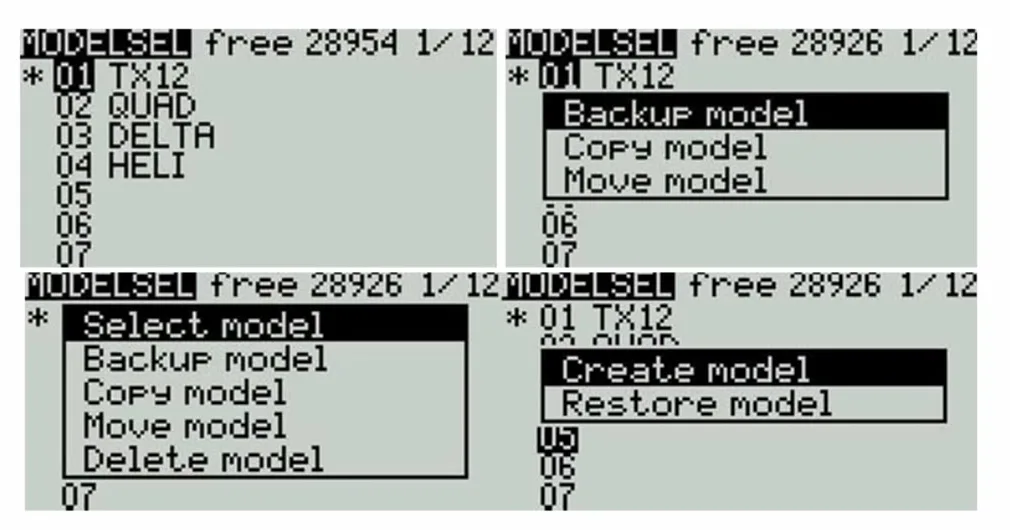 MODELSEL free 28954 1/12
* 01 TX12
02 QUAD
03 DELTA
04 HELI
05
06
07
MODELSEL free 28926 1/12
* 01 TX12
Backup model
Copy model
Move model
06
07
MODELSEL free 28926 1/12
*
Select model
Backup model
Copy model
Move model
Delete model
07
MODELSEL free 28926 1/12
* 01 TX12
02 QUAD
Create model
Restore model
05
06
07